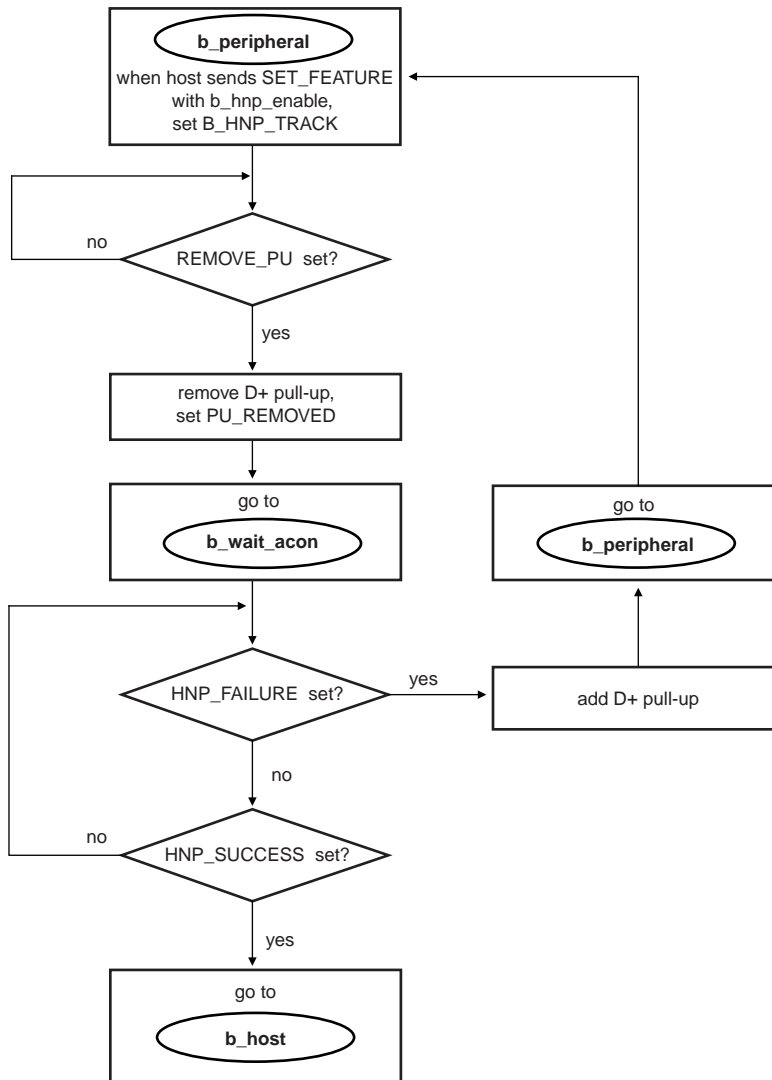 b_peripheral
when host sends SET_FEATURE
with b_hnp_enable,
set B_HNP_TRACK
no
REMOVE_PU set?
yes
remove D+ pull-up,
set PU_REMOVED
go to
b_wait_acon
go to
b_peripheral
HNP_FAILURE set?
yes
add D+ pull-up
no
no
HNP_SUCCESS set?
yes
go to
b_host